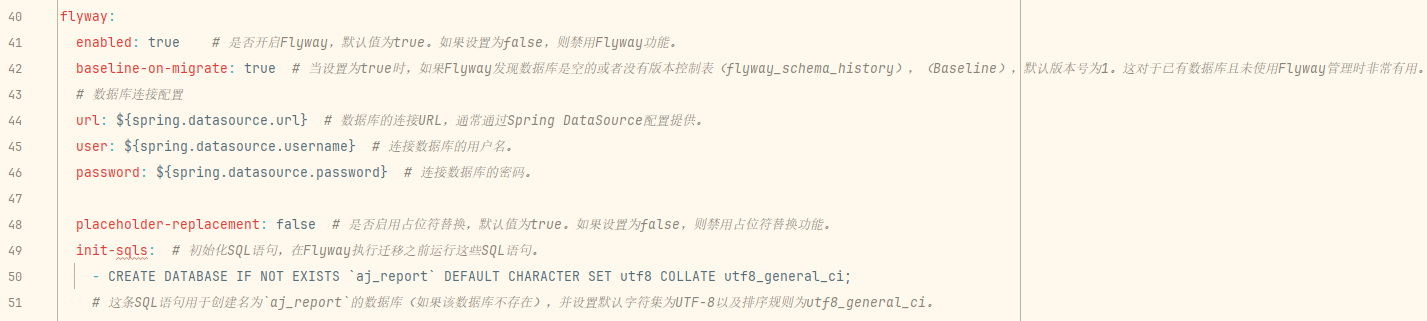 40 flyway:
41 enabled: true # 是否开启Flyway，默认值为true。如果设置为false，则禁用Flyway功能。
42 baseline-on-migrate: true # 当设置为true时，如果Flyway发现数据库是空的或者没有版本控制表（flyway_schema_history），（Baseline），默认版本号为1。这对于已有数据库且未使用Flyway管理时非常有用。
43 # 数据库连接配置
44 url: ${spring.datasource.url} # 数据库的连接URL，通常通过Spring DataSource配置提供。
45 user: ${spring.datasource.username} # 连接数据库的用户名。
46 password: ${spring.datasource.password} # 连接数据库的密码。
47
48 placeholder-replacement: false # 是否启用占位符替换，默认值为true。如果设置为false，则禁用占位符替换功能。
49 init-sqls: # 初始化SQL语句，在Flyway执行迁移之前运行这些SQL语句。
50 - CREATE DATABASE IF NOT EXISTS `aj_report` DEFAULT CHARACTER SET utf8 COLLATE utf8_general_ci;
51 # 这条SQL语句用于创建名为`aj_report`的数据库（如果该数据库不存在），并设置默认字符集为UTF-8以及排序规则为utf8_general_ci。